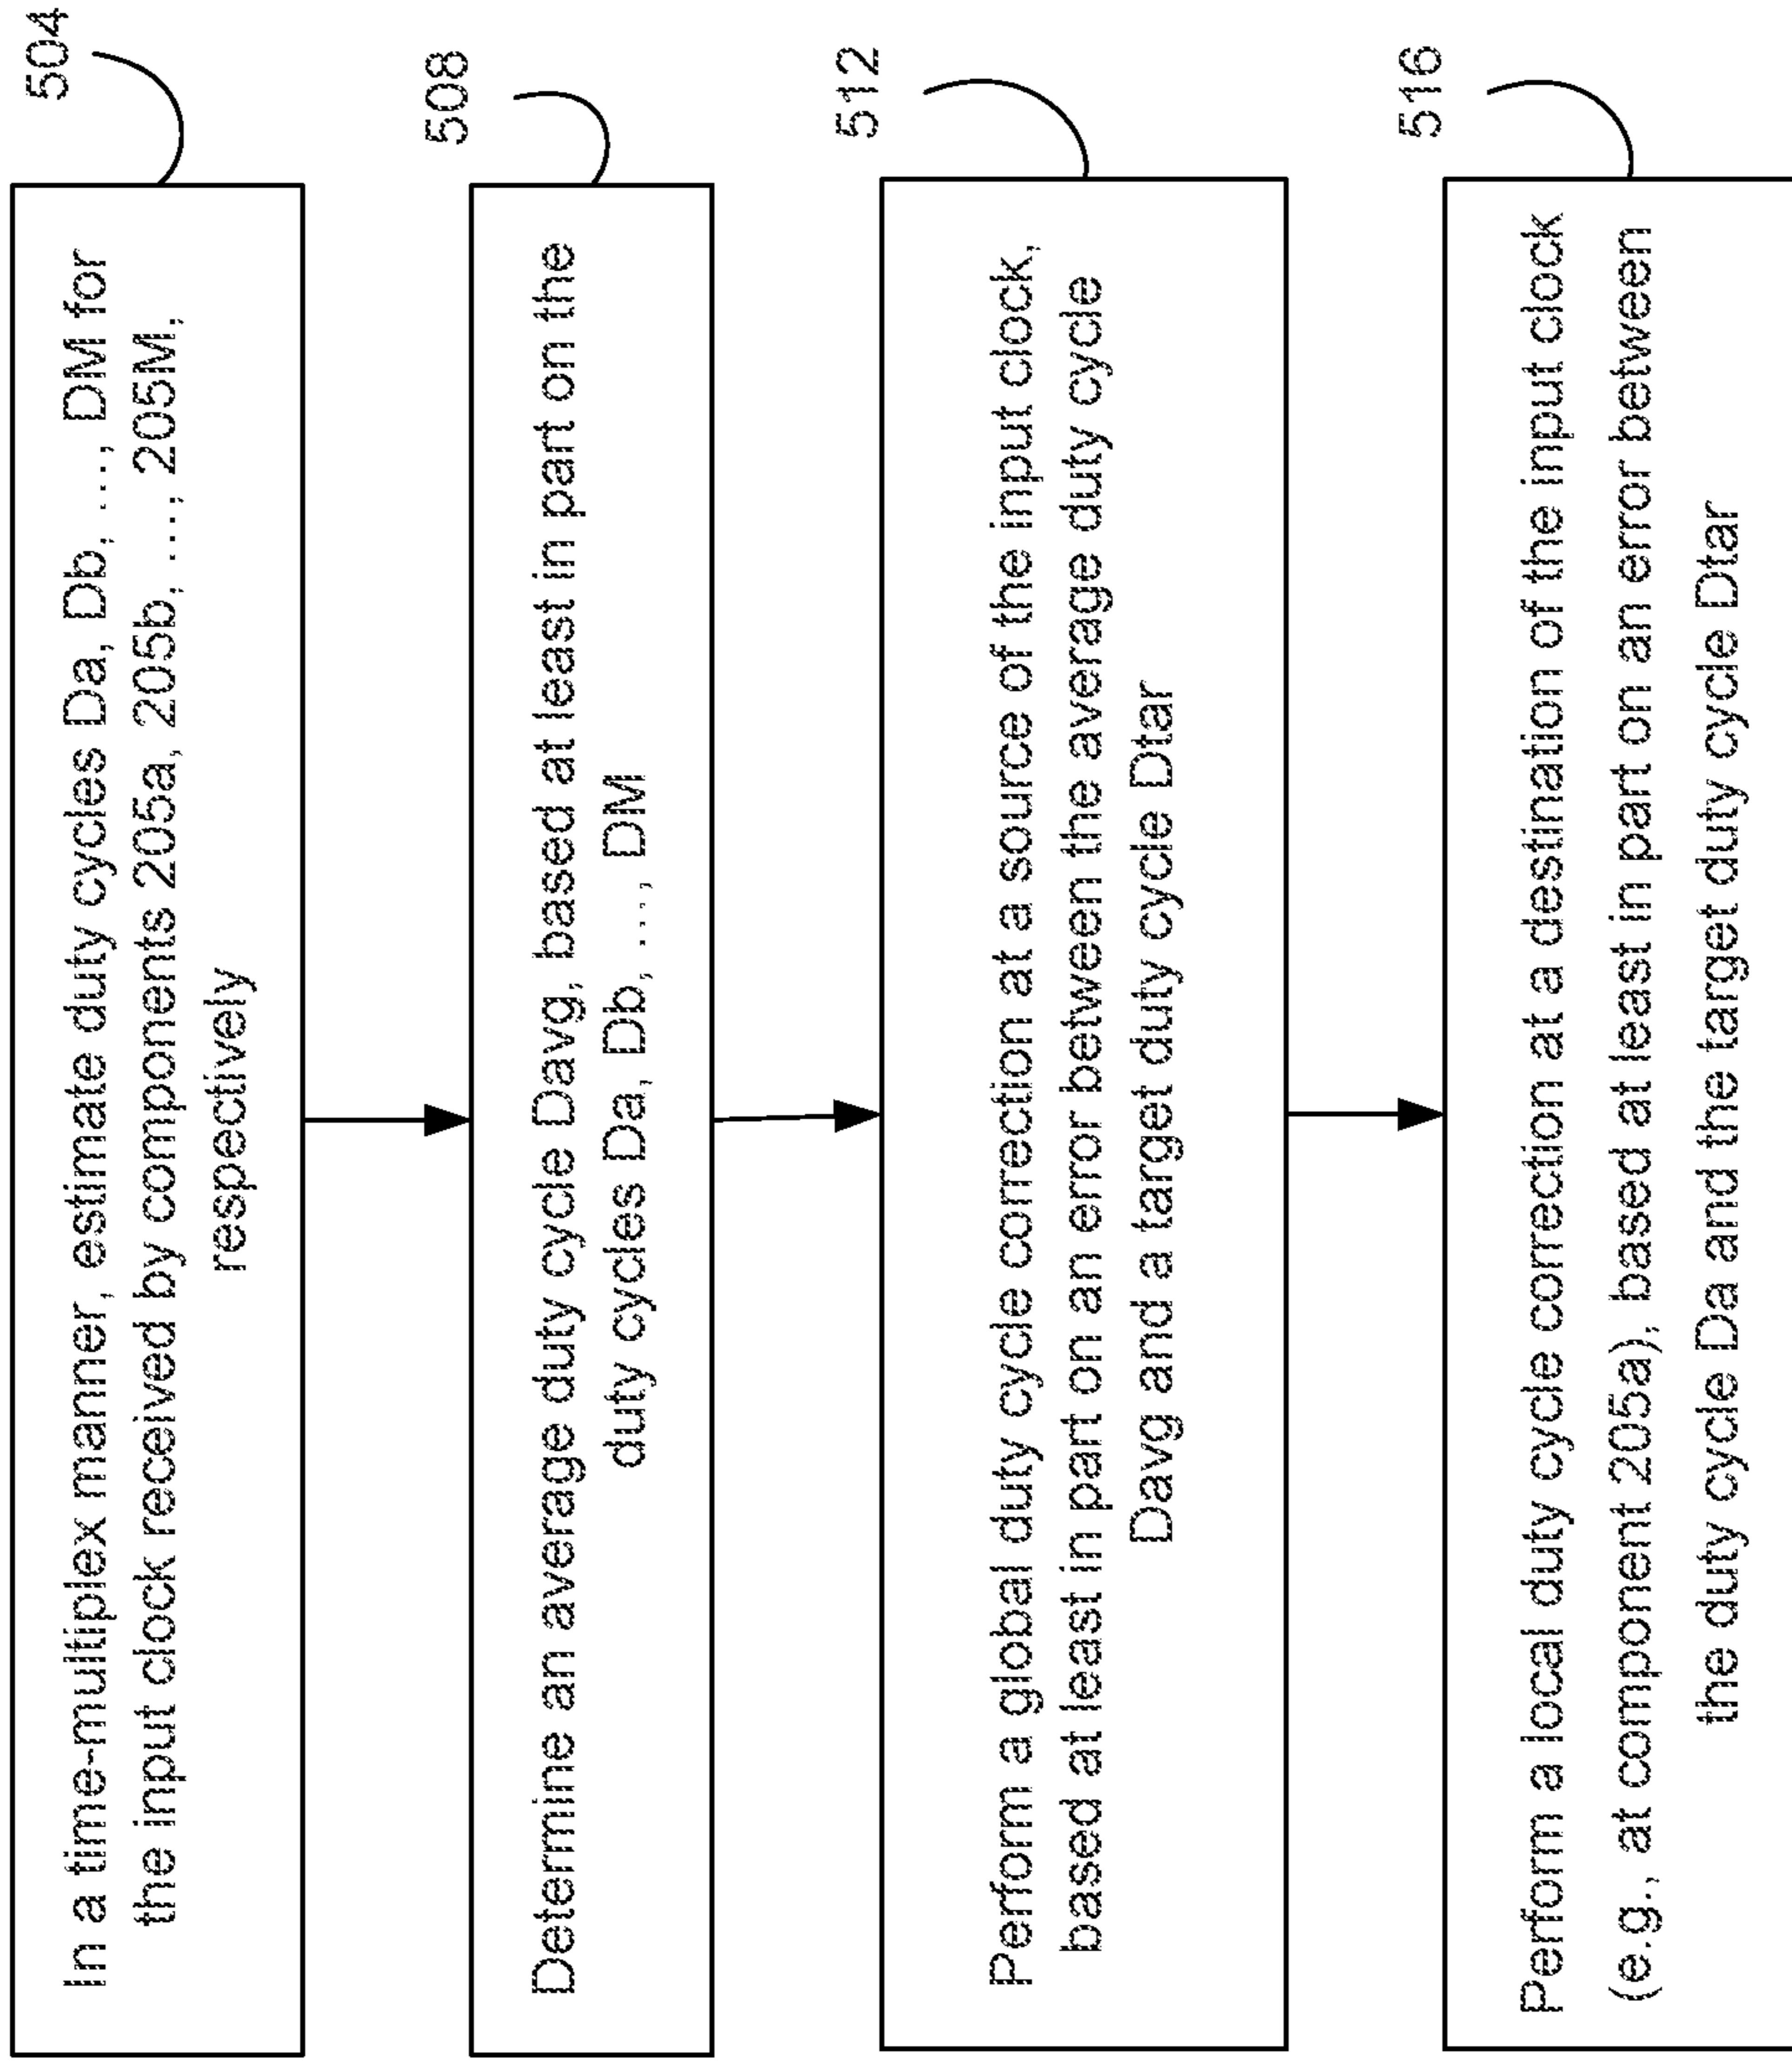 504
In a time-multiplex manner, estimate duty cycles Da, Db, ..., DM for
the input clock received by components 205a, 205b, ..., 205M,
respectively
508
Determine an average duty cycle Davg, based at least in part on the
duty cycles Da, Db, ..., DM
512
Perform a global duty cycle correction at a source of the input clock,
based at least in part on an error between the average duty cycle
Davg and a target duty cycle Dtar
516
Perform a local duty cycle correction at a destination of the input clock
(e.g., at component 205a), based at least in part on an error between
the duty cycle Da and the target duty cycle Dtar